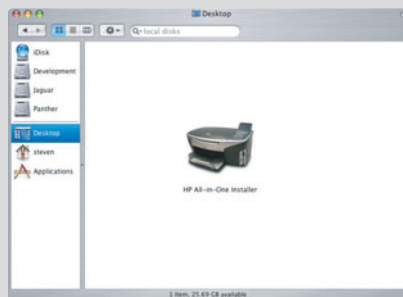 Desktop
local disks
iDisk
Development
Jaguar
Panther
Desktop
steven
Applications
HP All-in-One Installer
1 item, 25.69 GB available